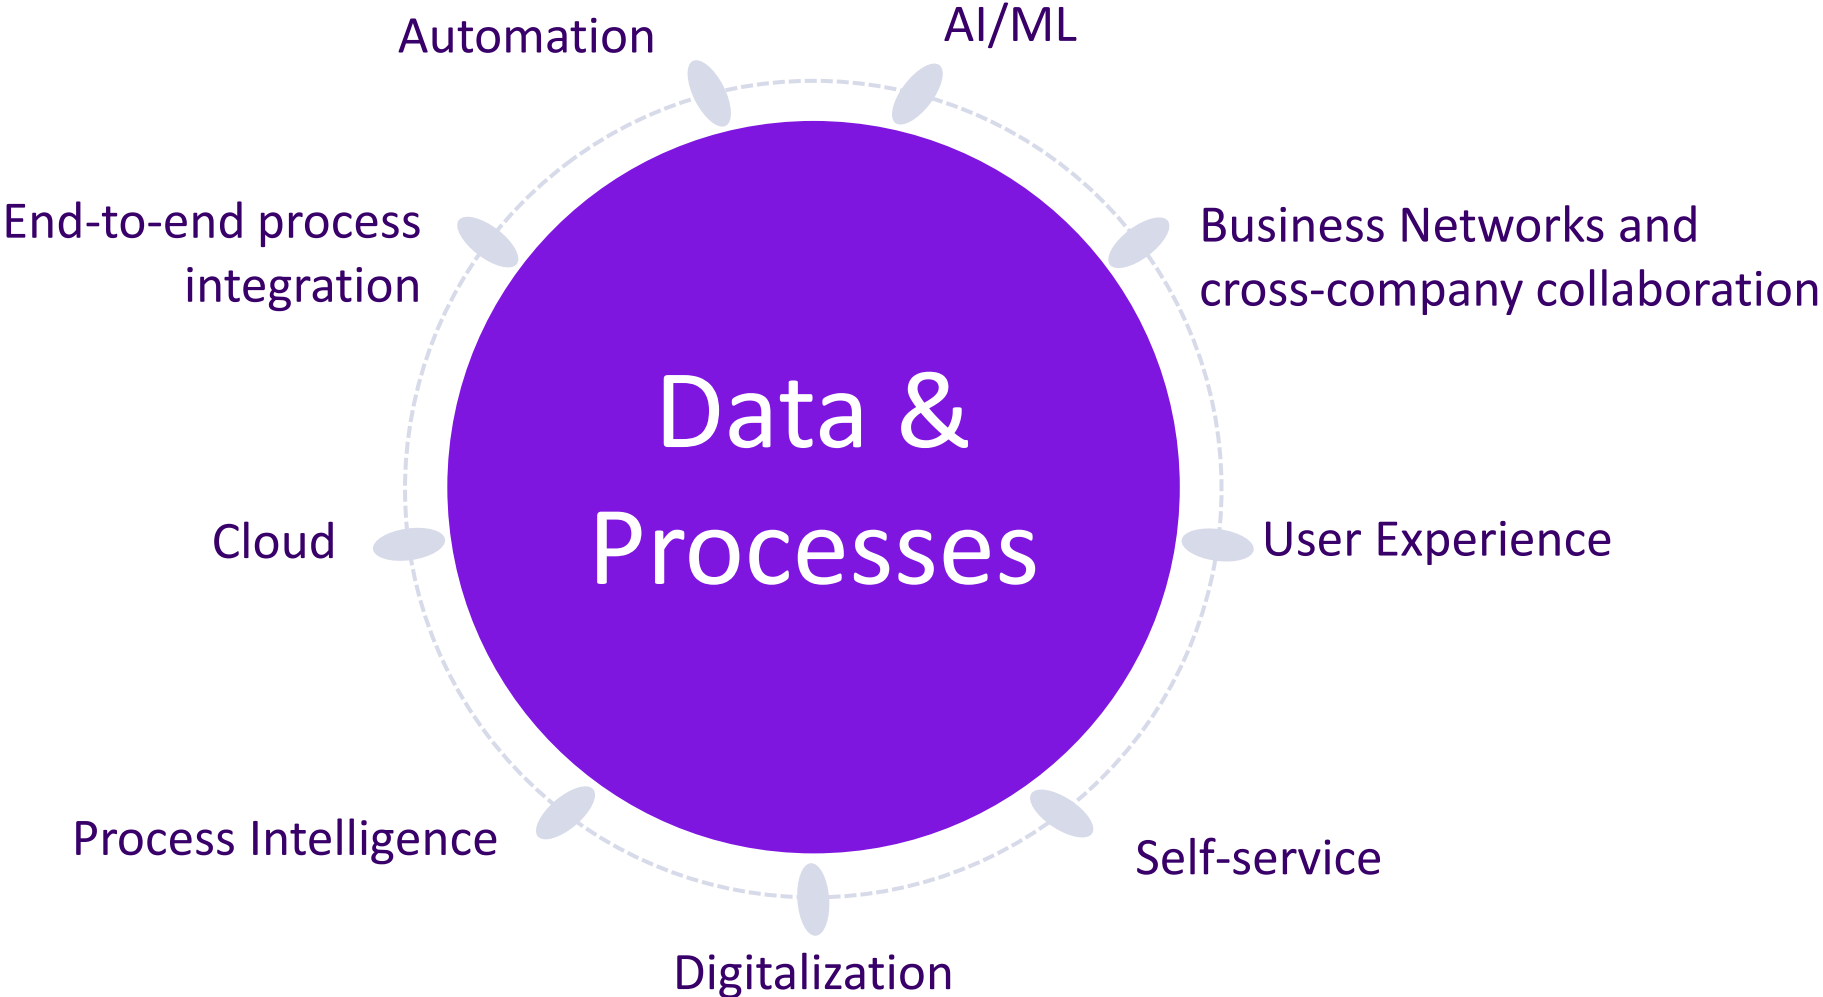 Automation
AI/ML
End-to-end process
integration
Business Networks and
cross-company collaboration
Data &
Processes
Cloud
User Experience
Process Intelligence
Self-service
Digitalization